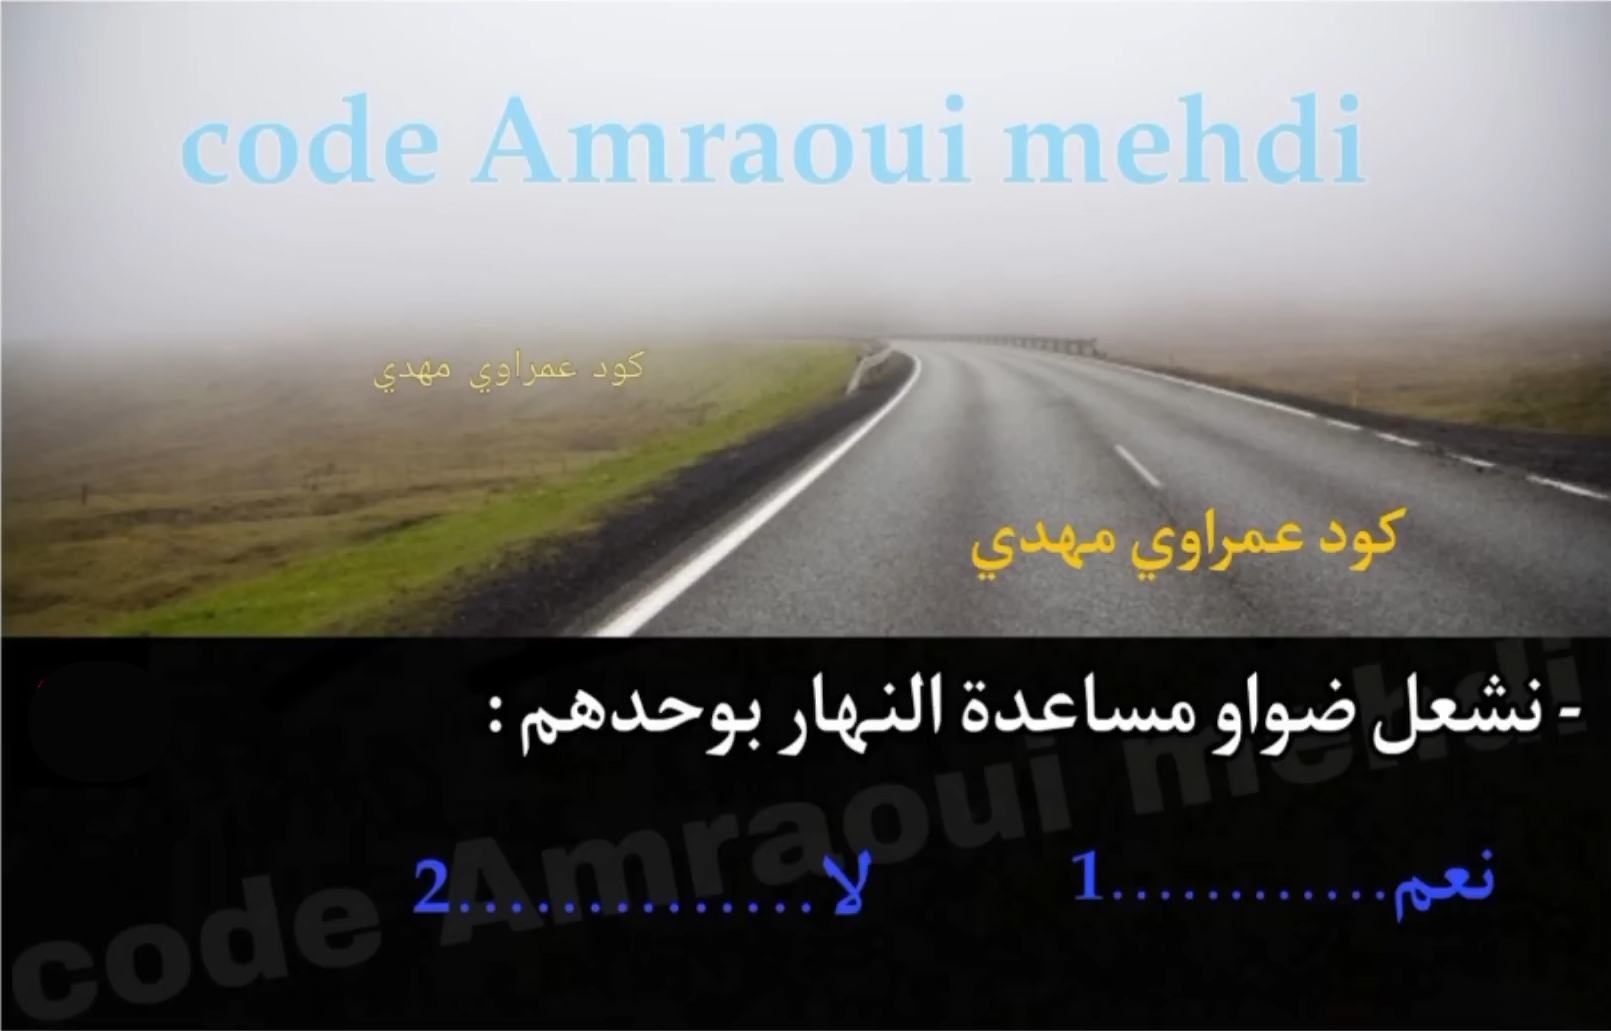 code Amraoui mehdi
كود عمراوي مهدي
كود عمراوي مهدي
- نشعل ضواو مساعدة النهار بوحدهم :
نعم............1 لا..............2
code Amraoui mehdi